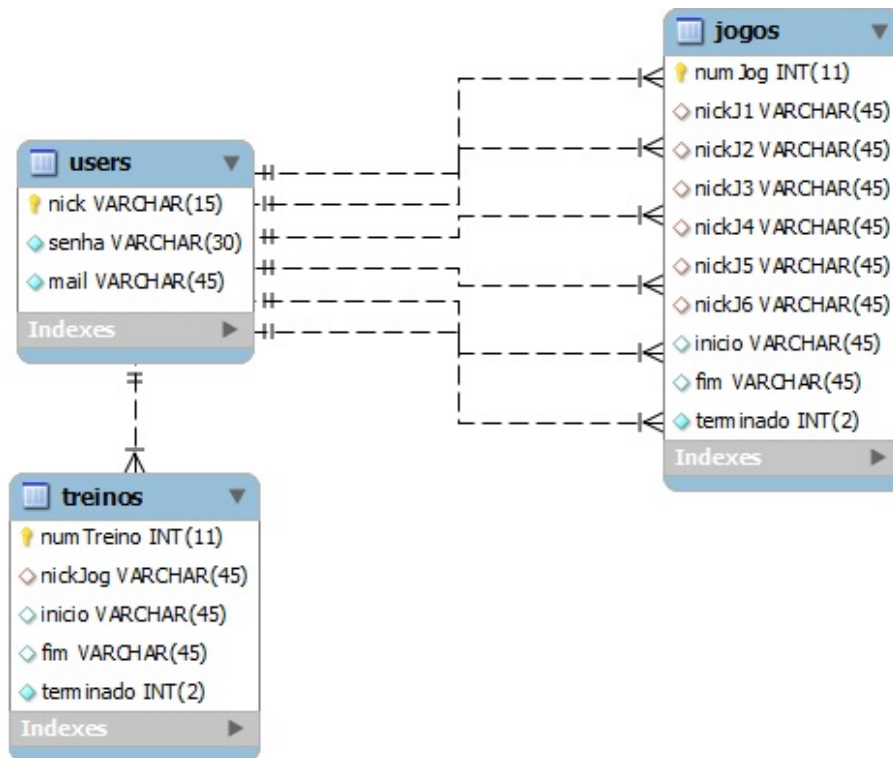 users
nick VARCHAR(15)
senha VARCHAR(30)
mail VARCHAR(45)
Indexes
jogos
numJog INT(11)
nickJ1 VARCHAR(45)
nickJ2 VARCHAR(45)
nickJ3 VARCHAR(45)
nickJ4 VARCHAR(45)
nickJ5 VARCHAR(45)
nickJ6 VARCHAR(45)
inicio VARCHAR(45)
fim VARCHAR(45)
terminado INT(2)
Indexes
treinos
numTreino INT(11)
nickJog VARCHAR(45)
inicio VARCHAR(45)
fim VARCHAR(45)
terminado INT(2)
Indexes